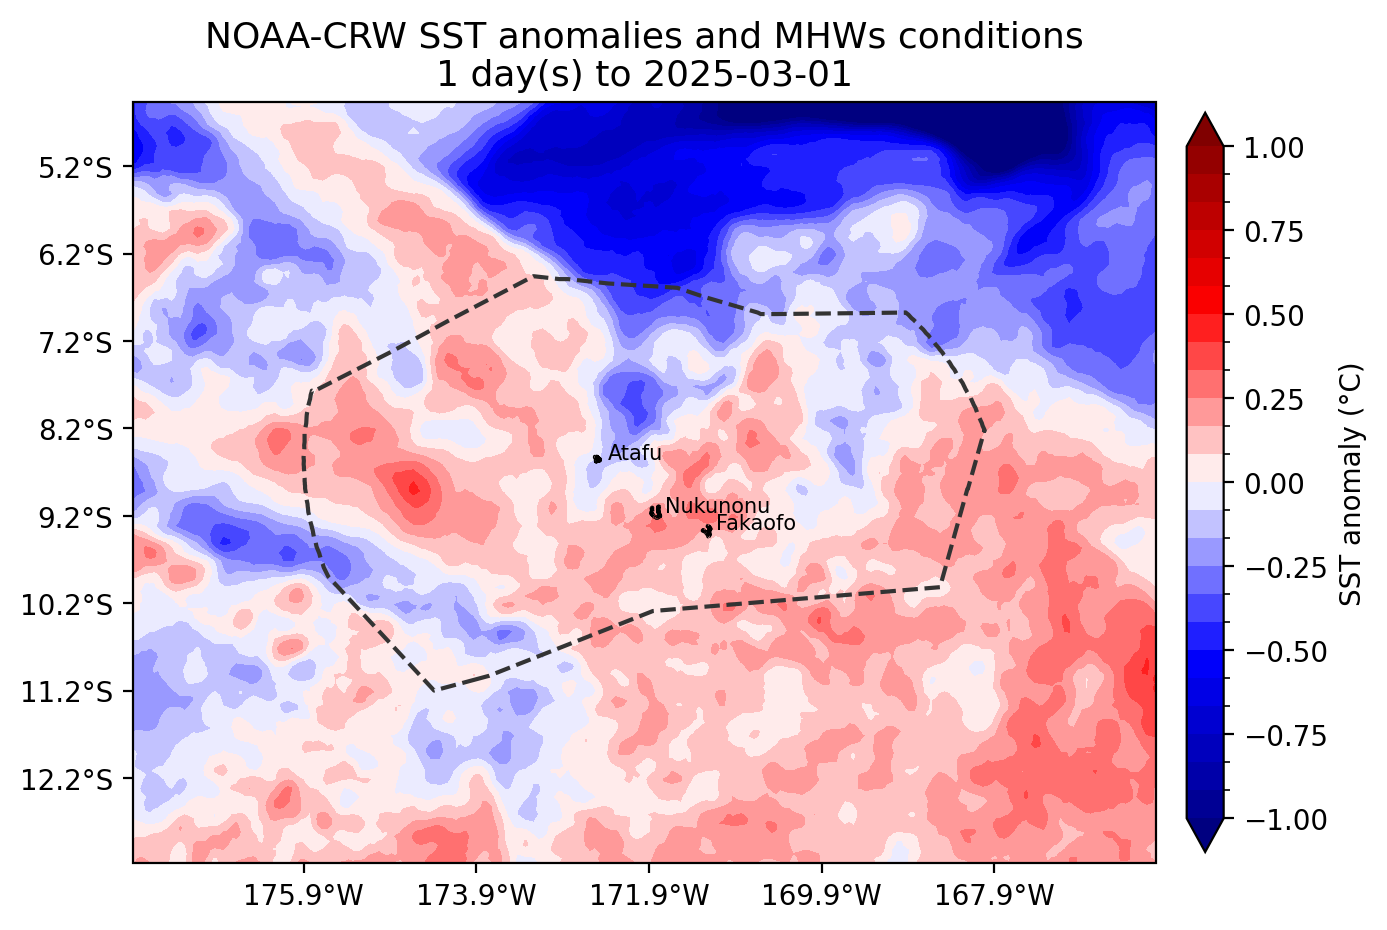 NOAA-CRW SST anomalies and MHWs conditions
1 day(s) to 2025-03-01
5.2°S
6.2°S
7.2°S
8.2°S
9.2°S
10.2°S
11.2°S
12.2°S
Atafu
Nukunonu
Fakaofo
175.9°W
173.9°W
171.9°W
169.9°W
167.9°W
1.00
0.75
0.50
0.25
0.00
−0.25
−0.50
−0.75
−1.00
SST anomaly (°C)